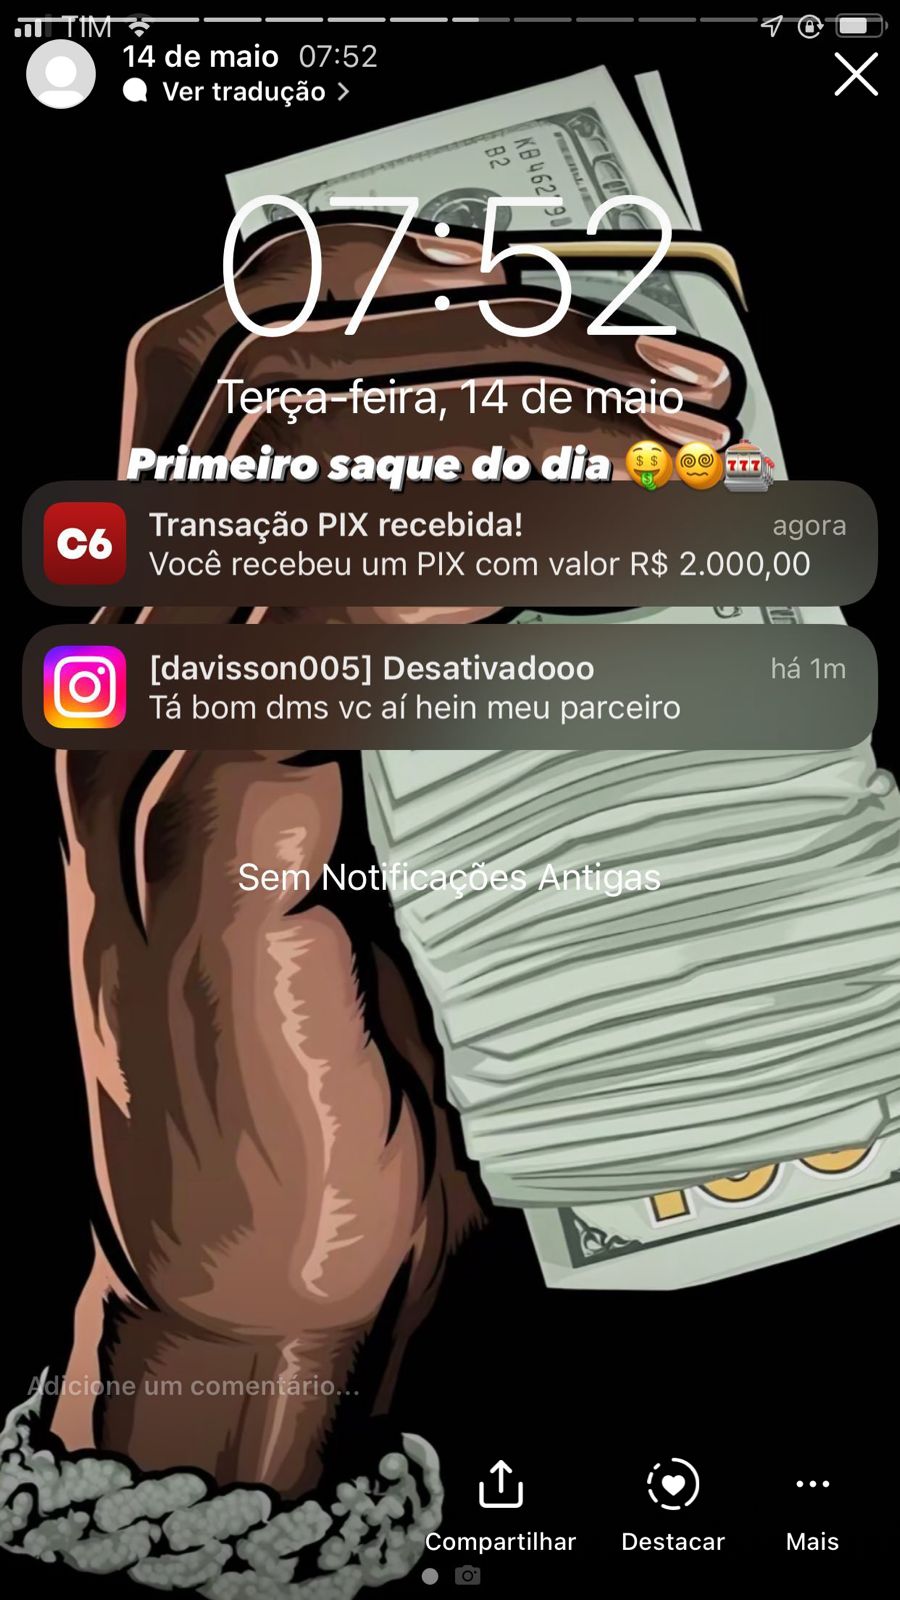 TIM
14 de maio 07:52
Ver tradução
KB46279
B2
07:52
Terça-feira, 14 de maio
Primeiro saque do dia 🤑😵‍💫🎰
C6 Transação PIX recebida! agora
Você recebeu um PIX com valor R$ 2.000,00
[davisson005] Desativadooo há 1m
Tá bom dms vc aí hein meu parceiro
Sem Notificações Antigas
100
Adicione um comentário...
Compartilhar Destacar Mais